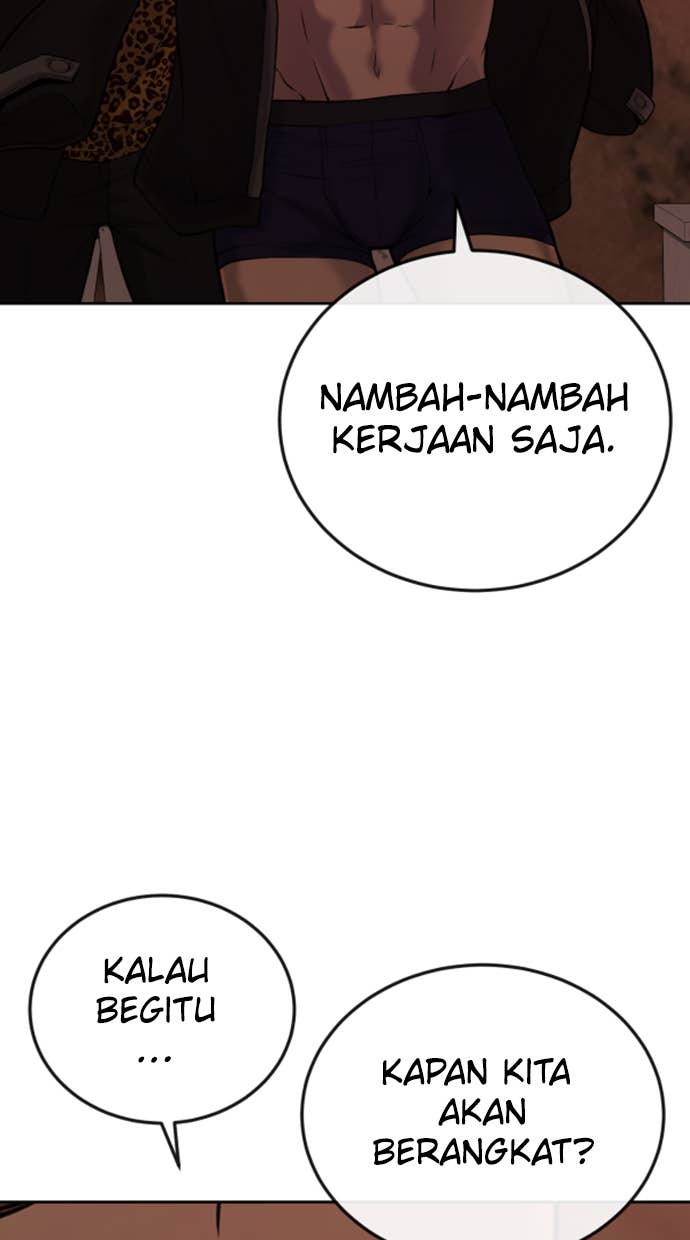 NAMBAH-NAMBAH
KERJAAN SAJA.
KALAU
BEGITU
...
KAPAN KITA
AKAN
BERANGKAT?